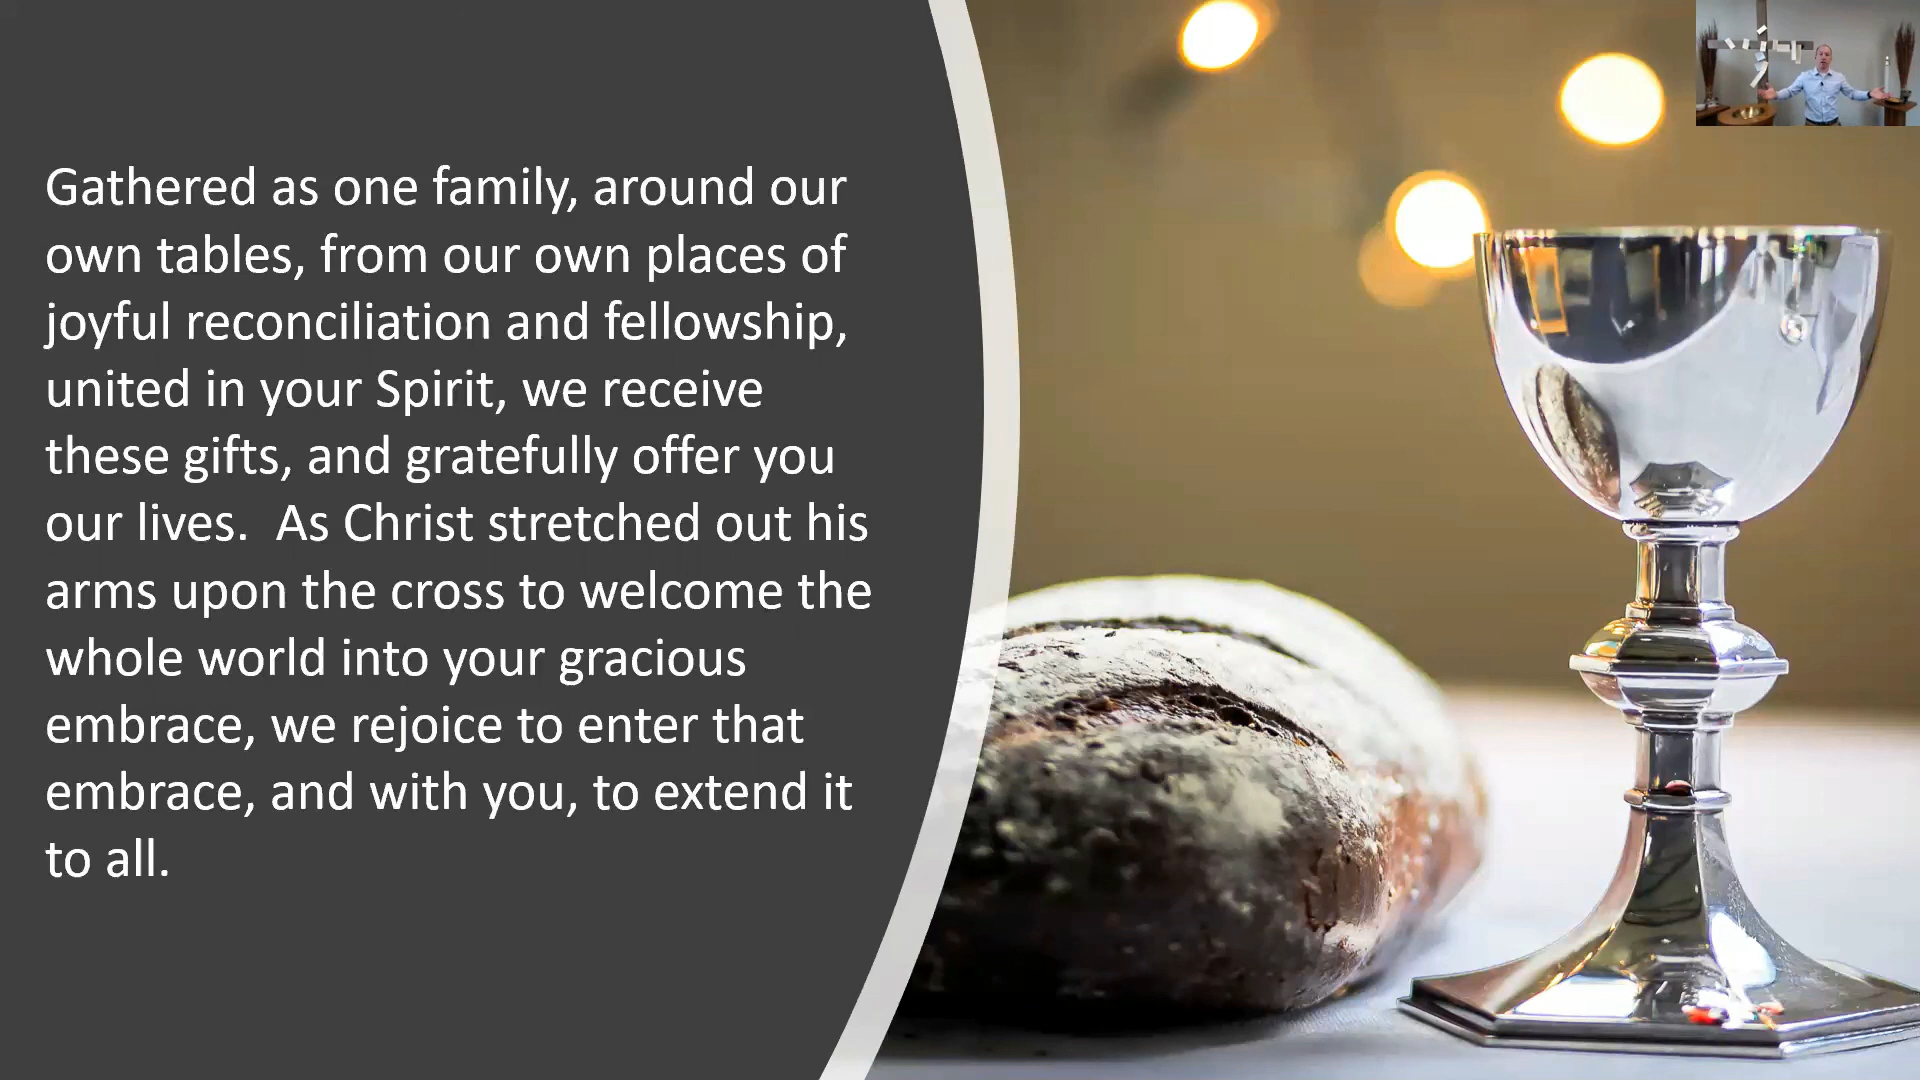 Gathered as one family, around our
own tables, from our own places of
joyful reconciliation and fellowship,
united in your Spirit, we receive
these gifts, and gratefully offer you
our lives.  As Christ stretched out his
arms upon the cross to welcome the
whole world into your gracious
embrace, we rejoice to enter that
embrace, and with you, to extend it
to all.